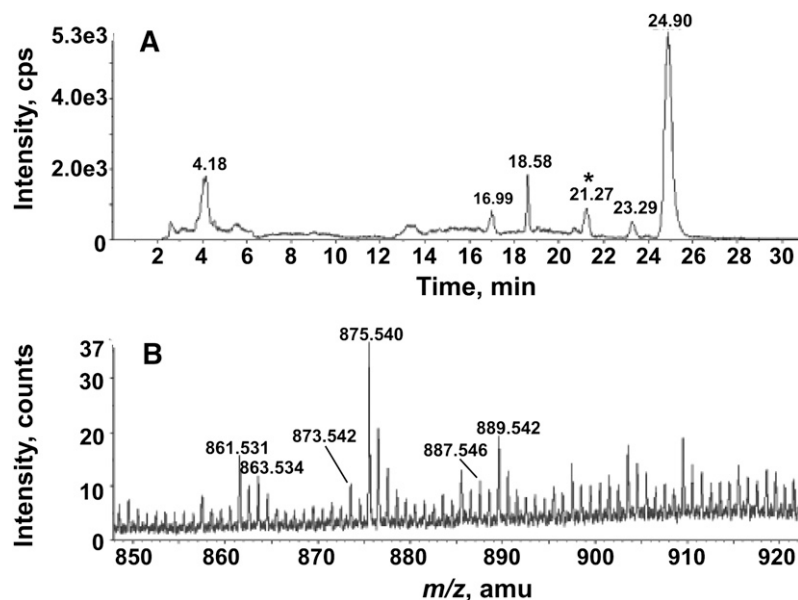 A
Intensity, cps
5.3e3
4.0e3
2.0e3
0
4.18
16.99
18.58
*
21.27
23.29
24.90
2 4 6 8 10 12 14 16 18 20 22 24 26 28 30
Time, min
B
Intensity, counts
37
30
20
10
0
861.531
863.534
873.542
875.540
887.546
889.542
850 860 870 880 890 900 910 920
m/z, amu